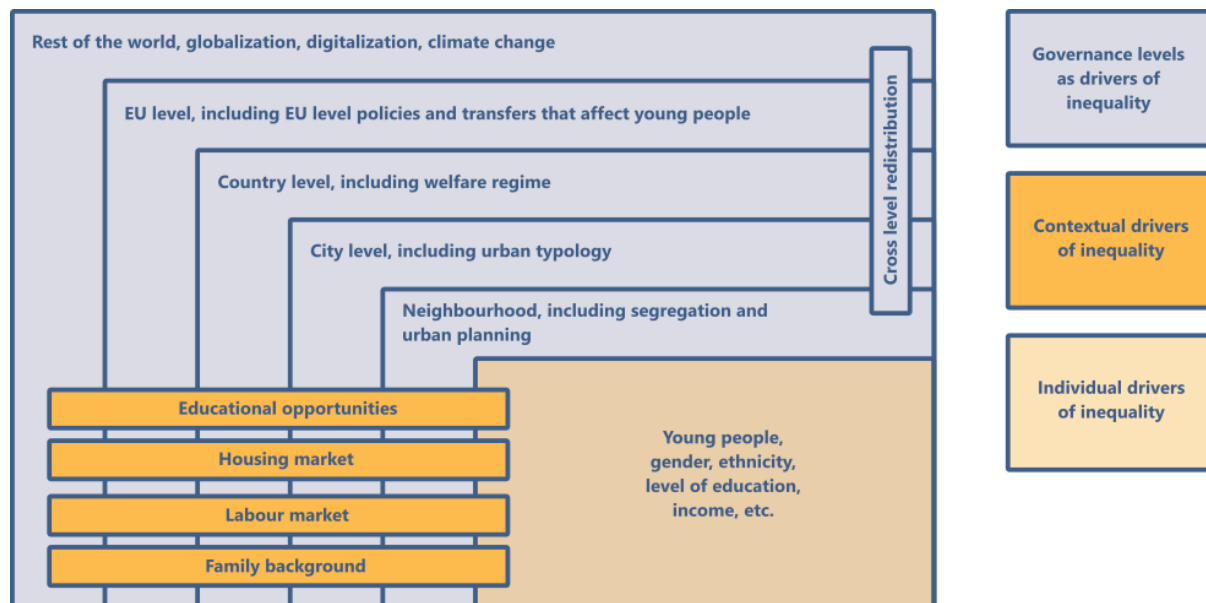 Rest of the world, globalization, digitalization, climate change
EU level, including EU level policies and transfers that affect young people
Country level, including welfare regime
City level, including urban typology
Neighbourhood, including segregation and
urban planning
Cross level redistribution
Educational opportunities
Housing market
Labour market
Family background
Young people,
gender, ethnicity,
level of education,
income, etc.
Governance levels
as drivers of
inequality
Contextual drivers
of inequality
Individual drivers
of inequality